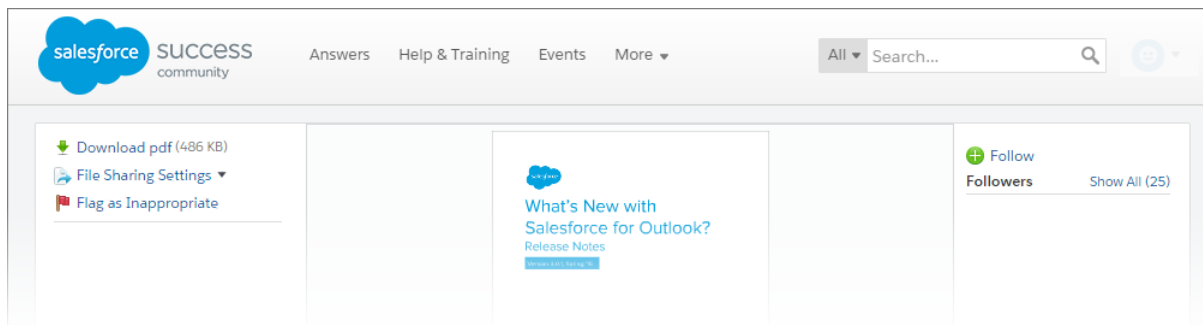 salesforce success community
Answers Help & Training Events More
All Search...
Download pdf (486 KB)
File Sharing Settings
Flag as Inappropriate
salesforce
What's New with
Salesforce for Outlook?
Release Notes
Follow
Followers Show All (25)